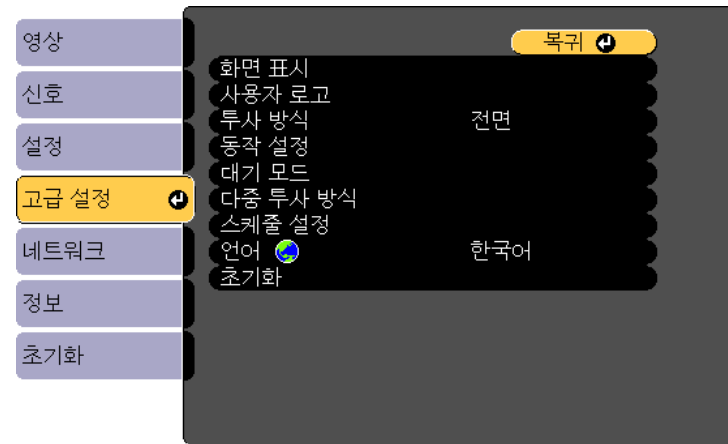 영상
신호
설정
고급 설정
네트워크
정보
초기화
복귀
화면 표시
사용자 로고
투사 방식 전면
동작 설정
대기 모드
다중 투사 방식
스케줄 설정
언어 한국어
초기화